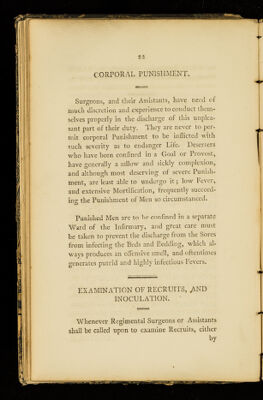 22
CORPORAL PUNISHMENT.
Surgeons, and their Assistants, have need of
much discretion and experience to conduct them-
selves properly in the discharge of this unplea-
sant part of their duty. They are never to per-
mit corporal Punishment to be inflicted with
such severity as to endanger Life. Deserters
who have been confined in a Goal or Provost,
have generally a sallow and sickly complexion,
and although most deserving of severe Punish-
ment, are least able to undergo it; low Fever,
and extensive Mortification, frequently succeed-
ing the Punishment of Men so circumstanced.
Punished Men are to be confined in a separate
Ward of the Infirmary, and great care must
be taken to prevent the discharge from the Sores
from infecting the Beds and Bedding, which al-
ways produces an offensive smell, and oftentimes
generates putrid and highly infectious Fevers.
EXAMINATION OF RECRUITS, AND
INOCULATION.
Whenever Regimental Surgeons or Assistants
shall be called upon to examine Recruits, either
by